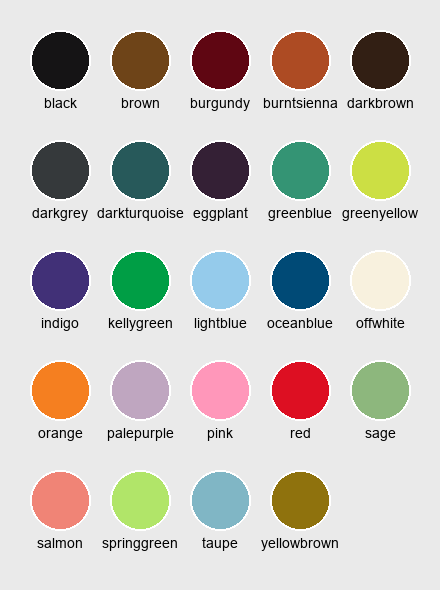 black brown burgundy burntsienna darkbrown
darkgrey darkturquoise eggplant greenblue greenyellow
indigo kellygreen lightblue oceanblue offwhite
orange palepurple pink red sage
salmon springgreen taupe yellowbrown